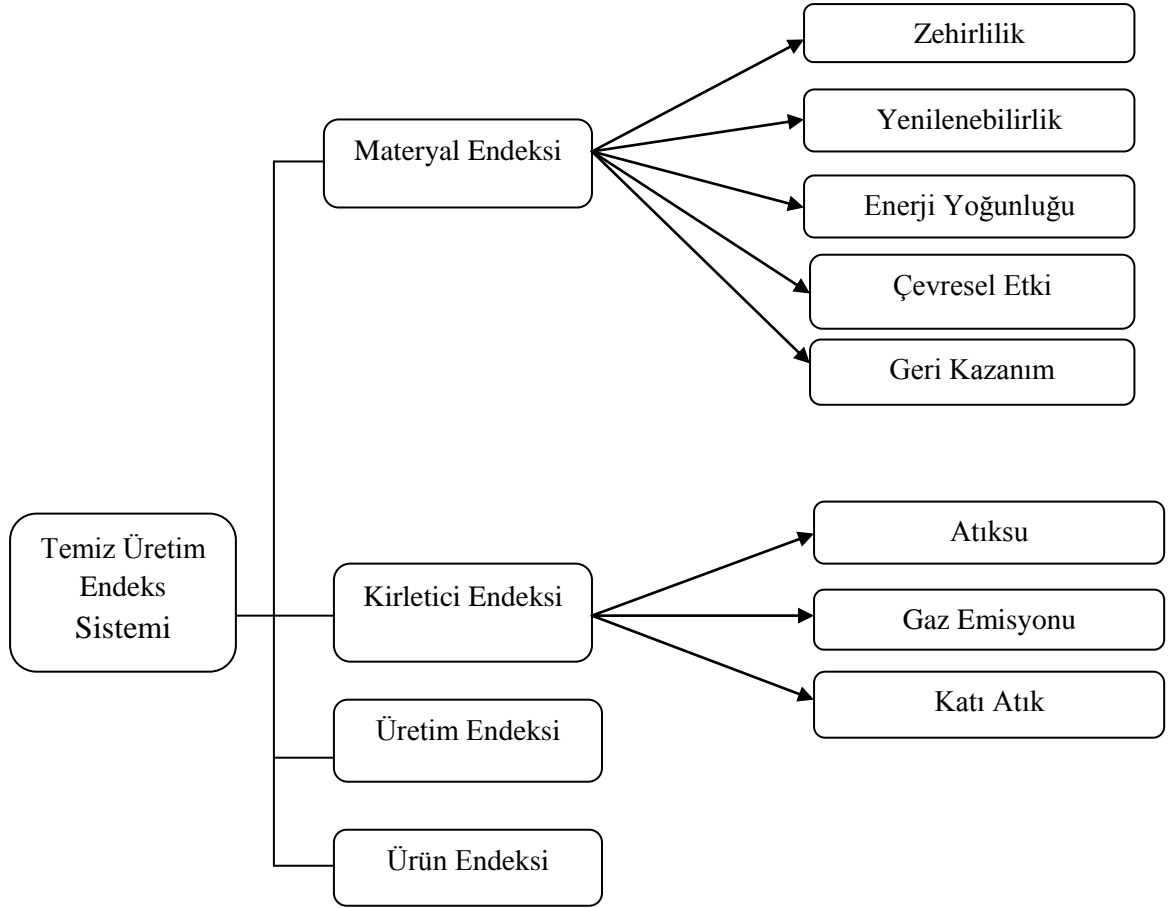 Zehirlilik
Yenilenebilirlik
Materyal Endeksi
Enerji Yoğunluğu
Çevresel Etki
Geri Kazanım
Temiz Üretim
Endeks
Sistemi
Kirletici Endeksi
Atıksu
Gaz Emisyonu
Katı Atık
Üretim Endeksi
Ürün Endeksi